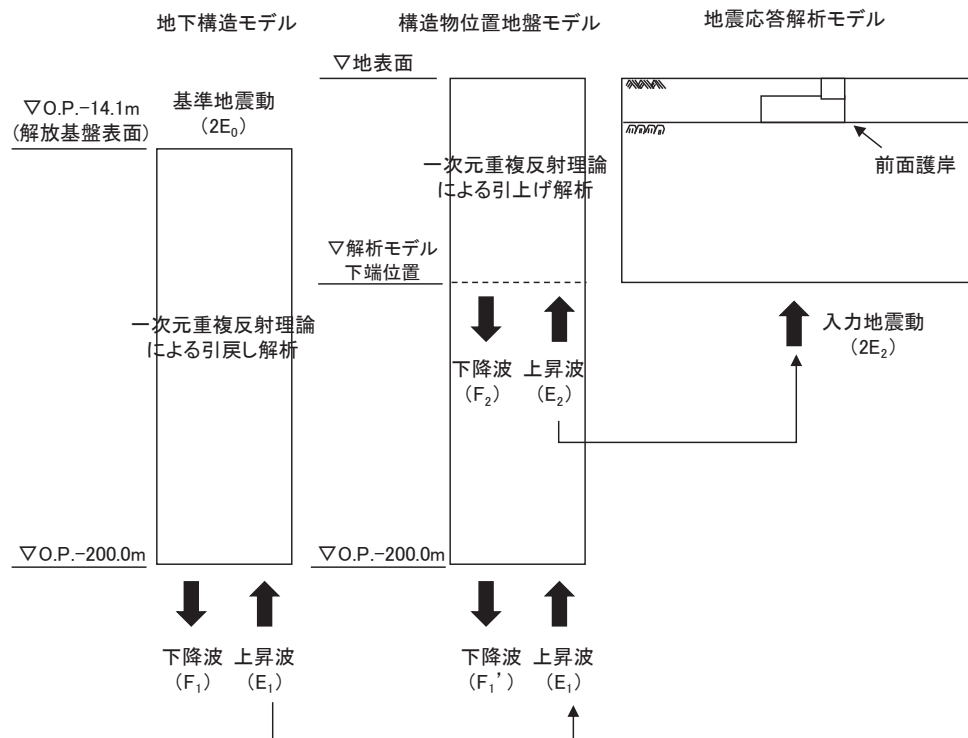 地下構造モデル
▽O.P.-14.1m
(解放基盤表面)
基準地震動
(2E₀)
一次元重複反射理論
による引戻し解析
▽O.P.-200.0m
下降波 上昇波
(F₁) (E₁)
構造物位置地盤モデル
▽地表面
一次元重複反射理論
による引上げ解析
▽解析モデル
下端位置
下降波 上昇波
(F₂) (E₂)
▽O.P.-200.0m
下降波 上昇波
(F₁’) (E₁)
地震応答解析モデル
前面護岸
入力地震動
(2E₂)